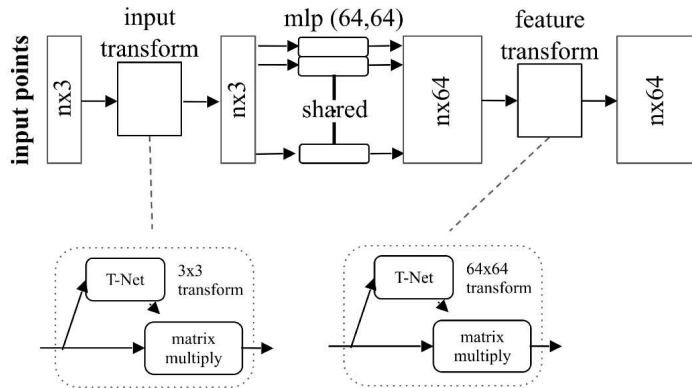 input
transform
mlp (64,64)
feature
transform
input points
nx3
nx3
shared
nx64
nx64
T-Net
3x3
transform
matrix
multiply
T-Net
64x64
transform
matrix
multiply